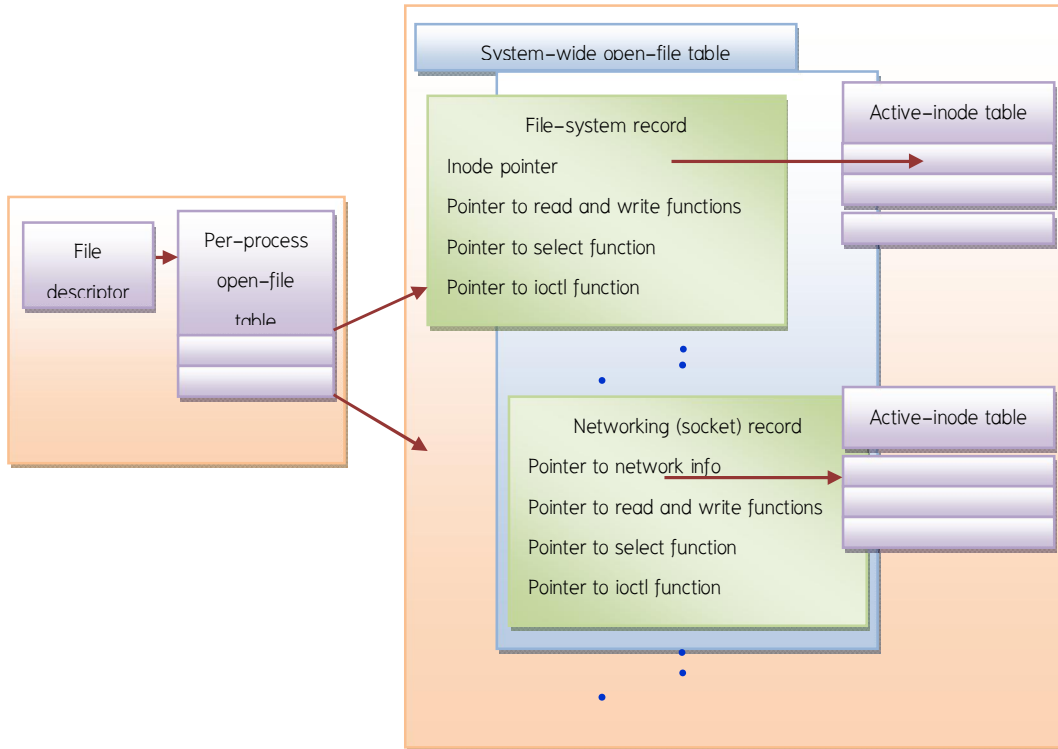 System-wide open-file table
File-system record
Inode pointer
Pointer to read and write functions
Pointer to select function
Pointer to ioctl function
Active-inode table
File
descriptor
Per-process
open-file
table
Networking (socket) record
Pointer to network info
Pointer to read and write functions
Pointer to select function
Pointer to ioctl function
Active-inode table